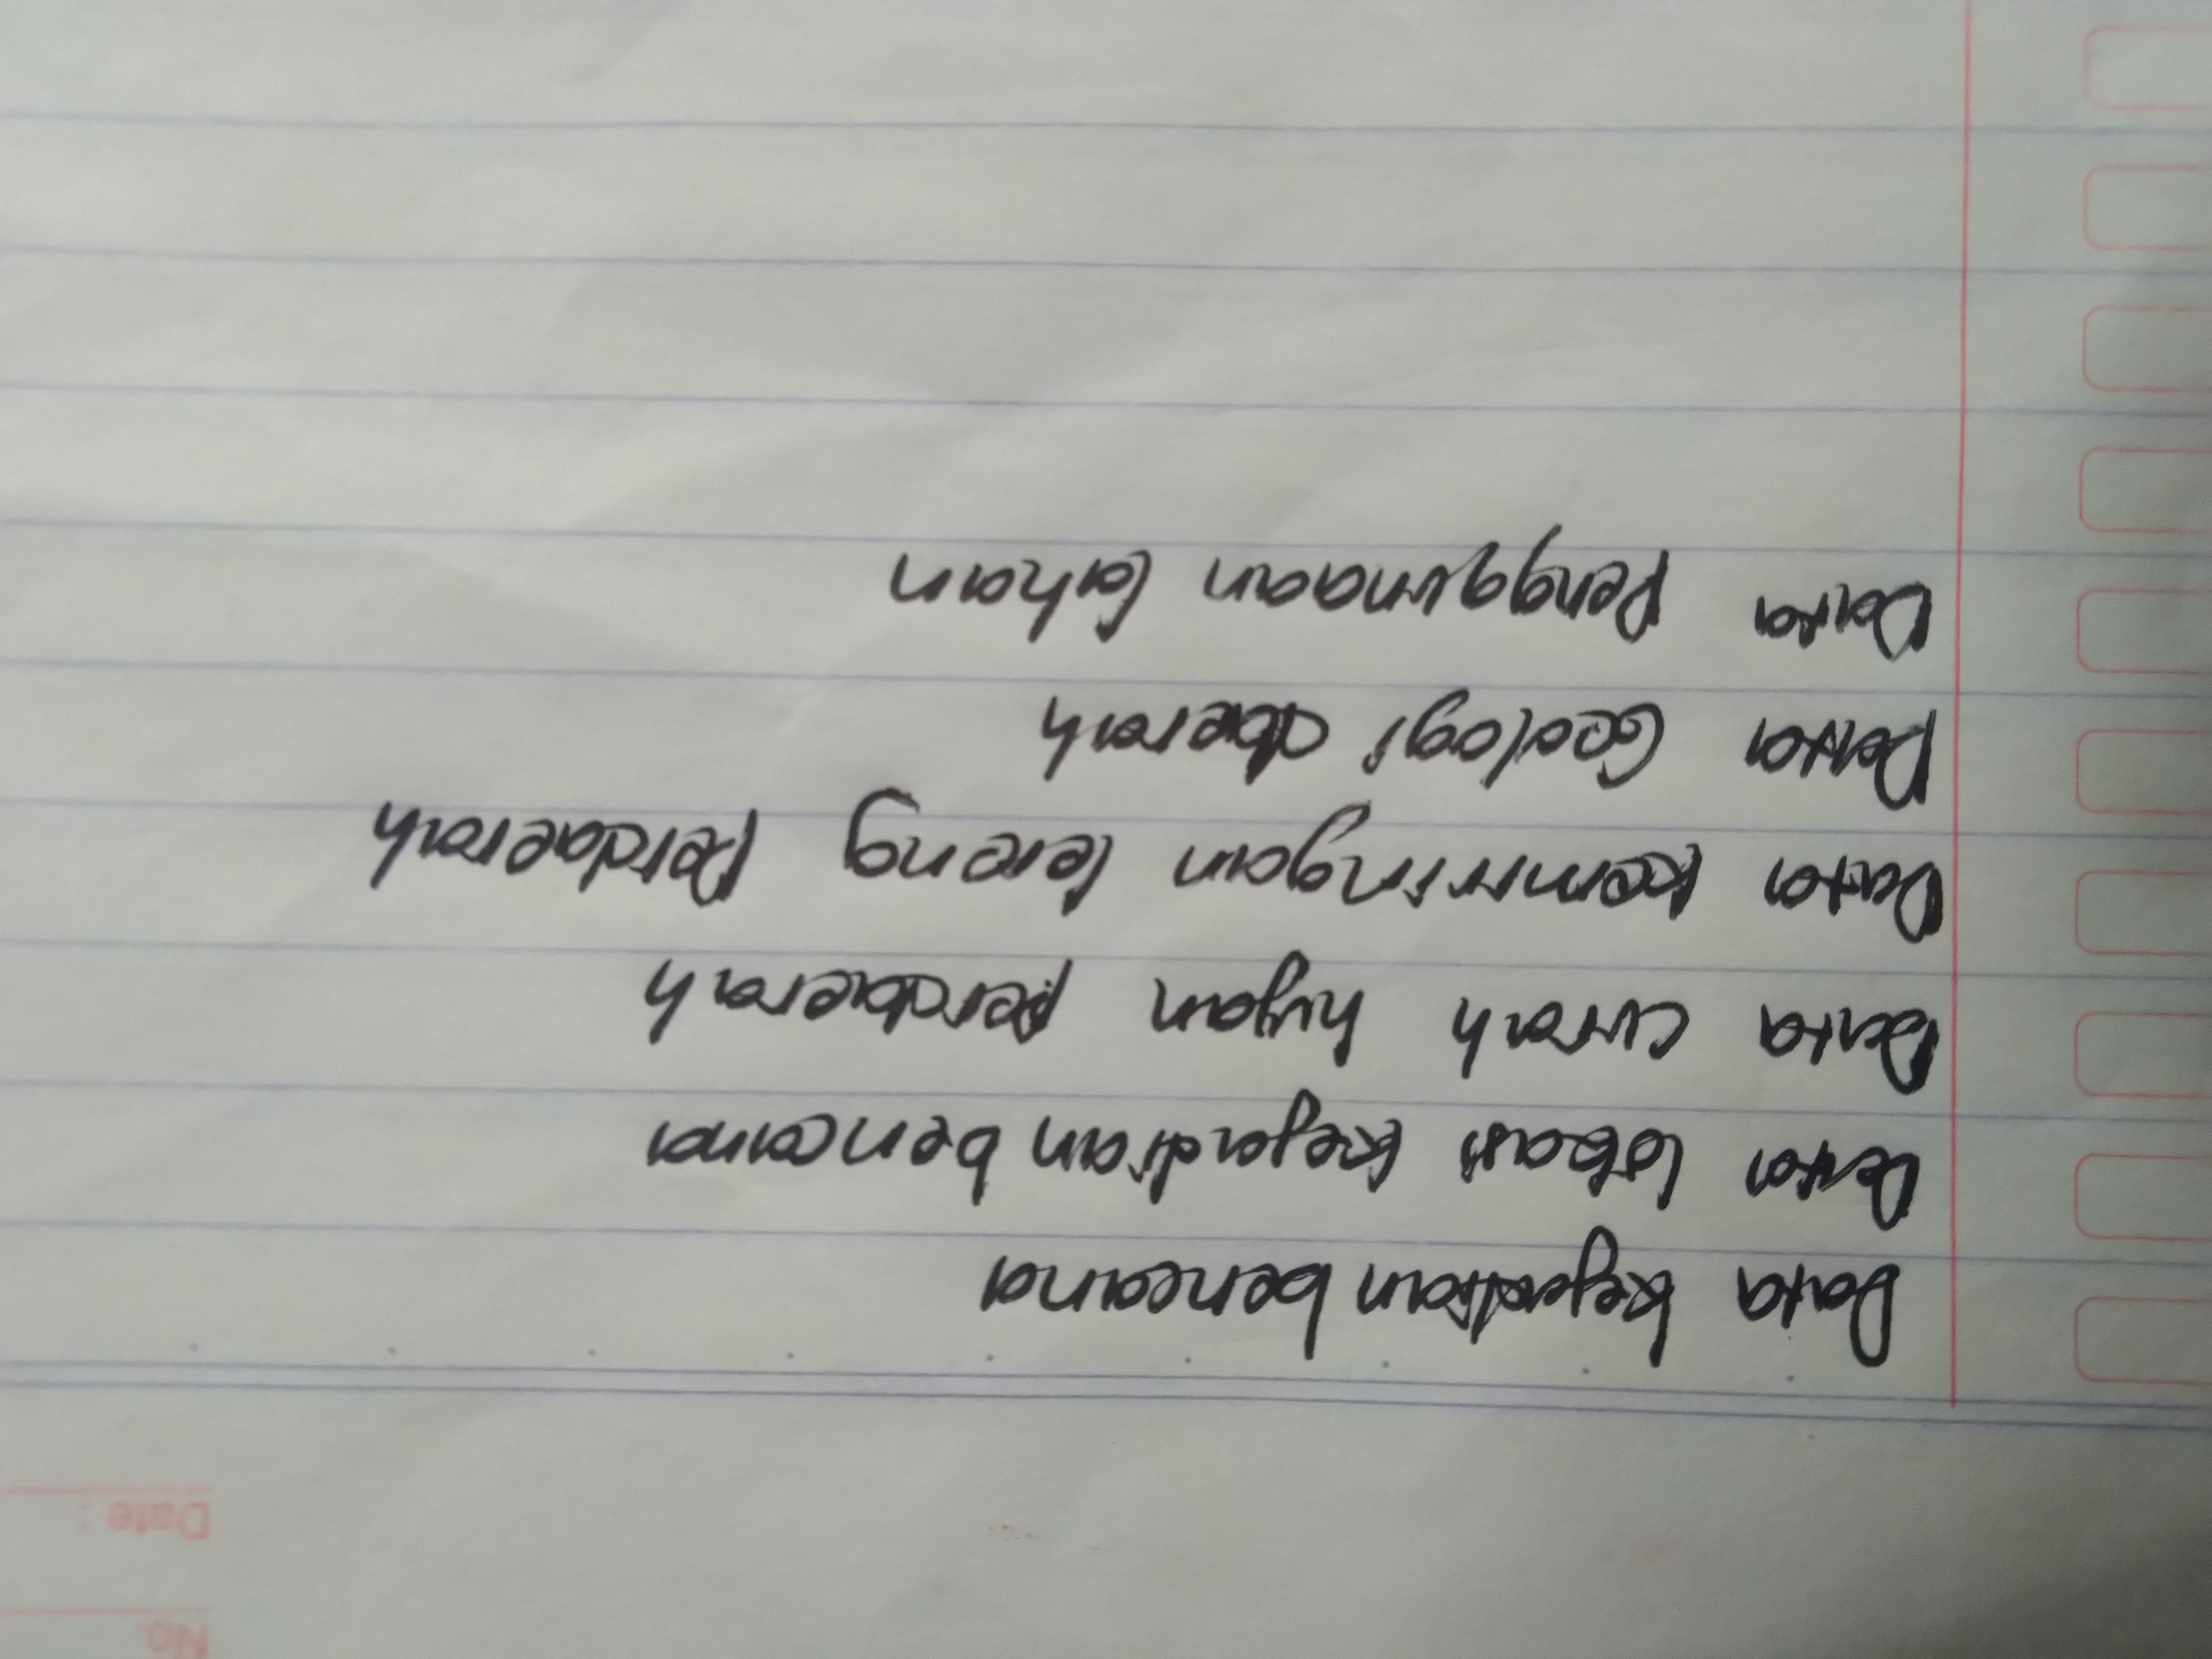 No.
Date :
Data kejadian beneana
Data lokasi kejadian bencana
Data curah hujan perdaerah
Data kemiringan lereng perdaerah
Data Geologi daerah
Data Penggunaan lahan